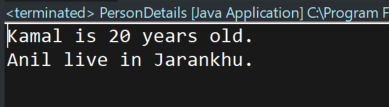 <terminated> PersonDetails [Java Application] C:\Program F
Kamal is 20 years old.
Anil live in Jarankhu.